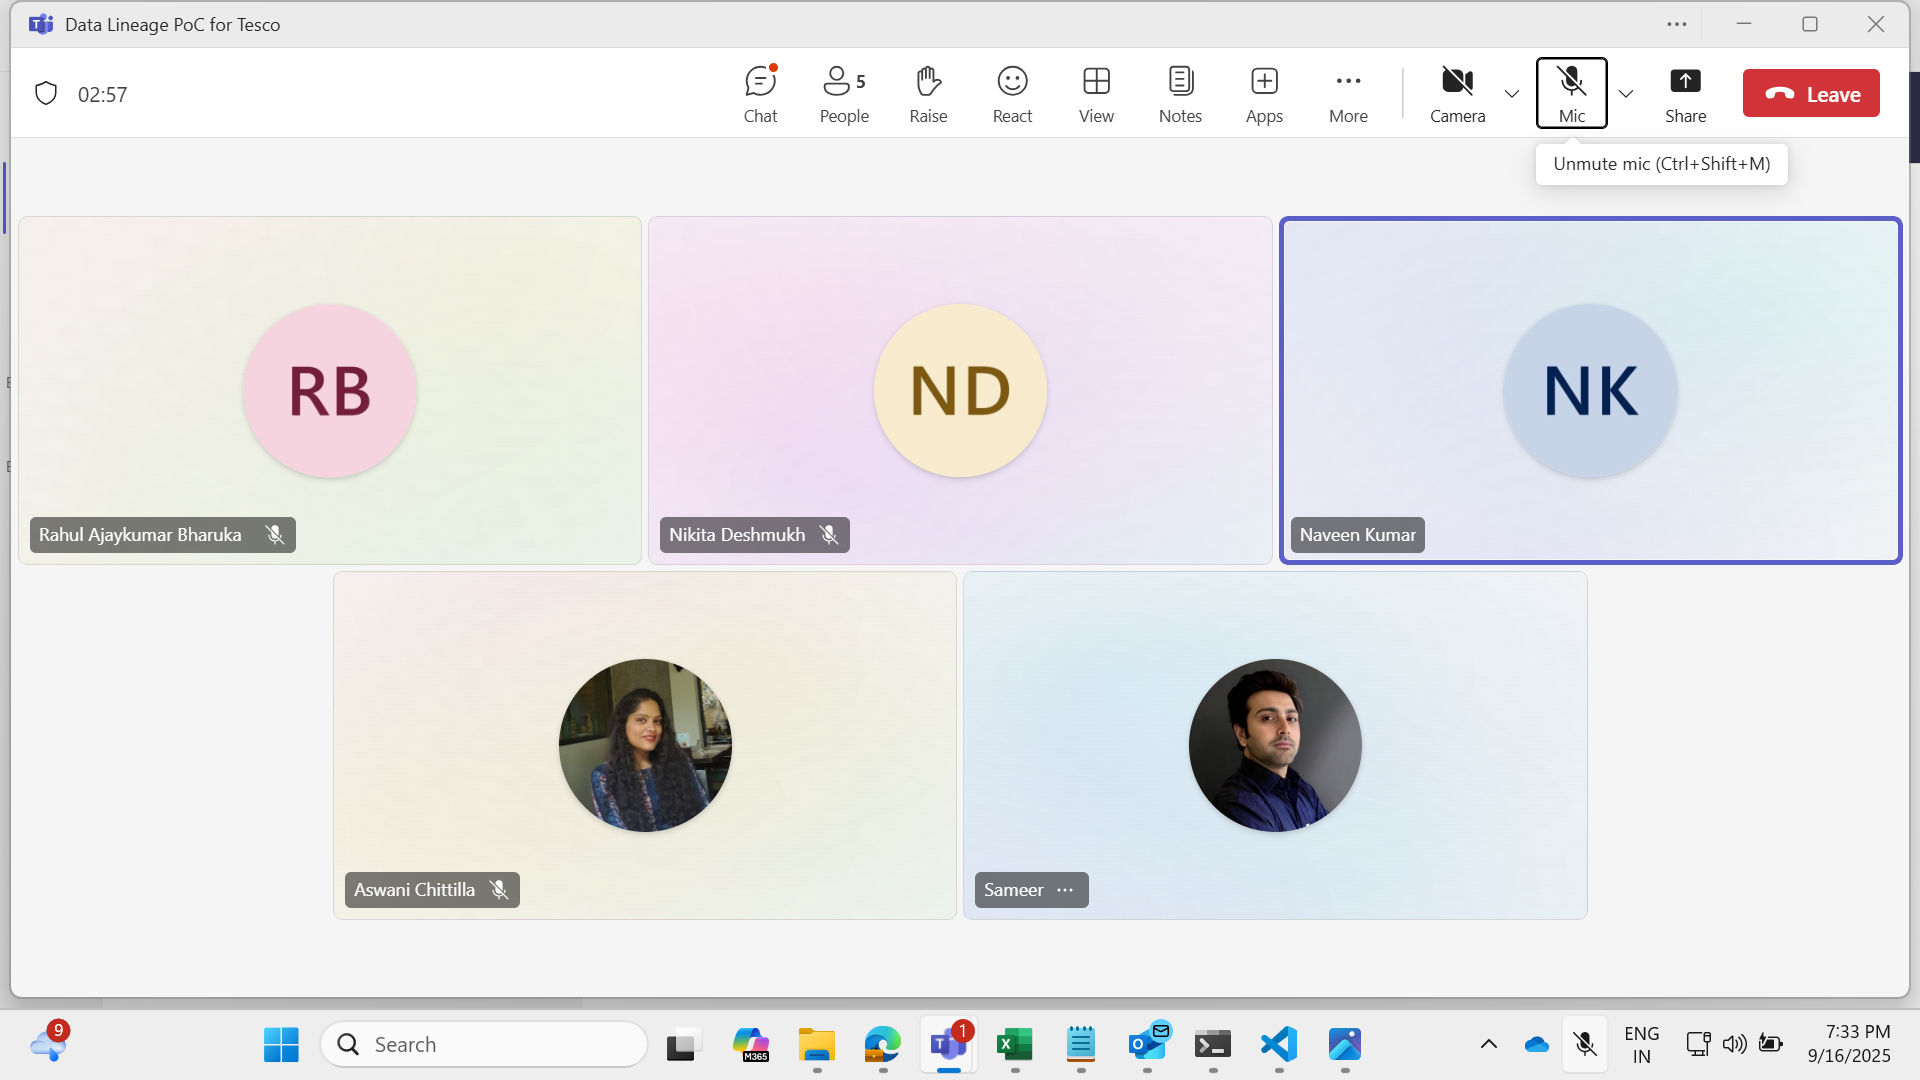 Data Lineage PoC for Tesco
02:57
Chat
People 5
Raise
React
View
Notes
Apps
More
Camera
Mic
Share
Leave
Unmute mic (Ctrl+Shift+M)
RB
ND
NK
Rahul Ajaykumar Bharuka
Nikita Deshmukh
Naveen Kumar
Aswani Chittilla
Sameer
9
Search
M365
1
ENG
IN
7:33 PM
9/16/2025